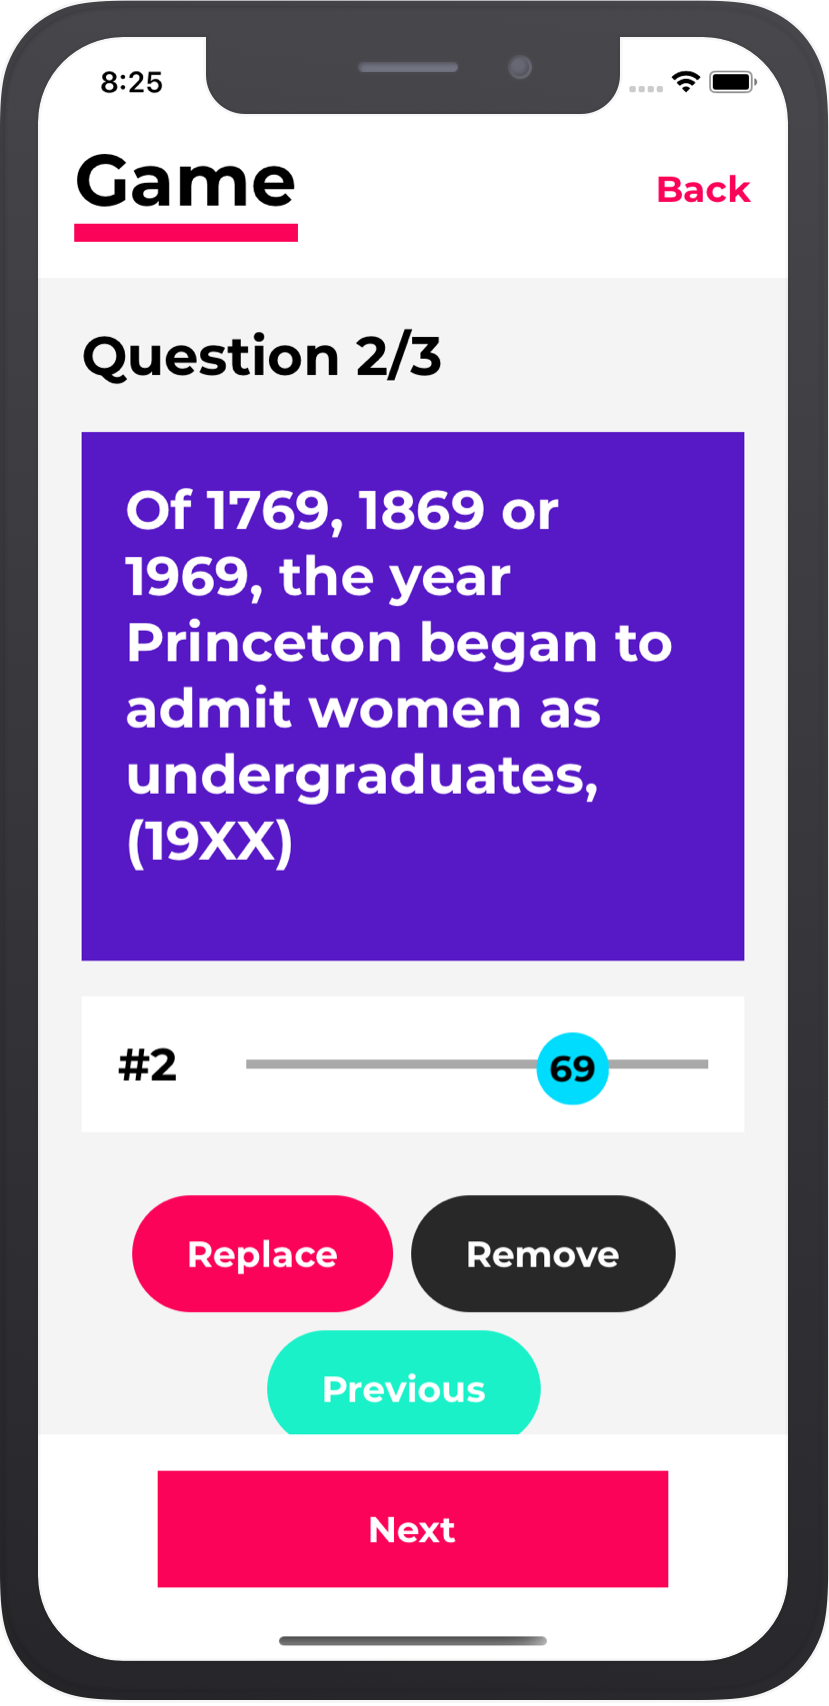 8:25
Game
Back
Question 2/3
Of 1769, 1869 or
1969, the year
Princeton began to
admit women as
undergraduates,
(19XX)
#2
69
Replace
Remove
Previous
Next